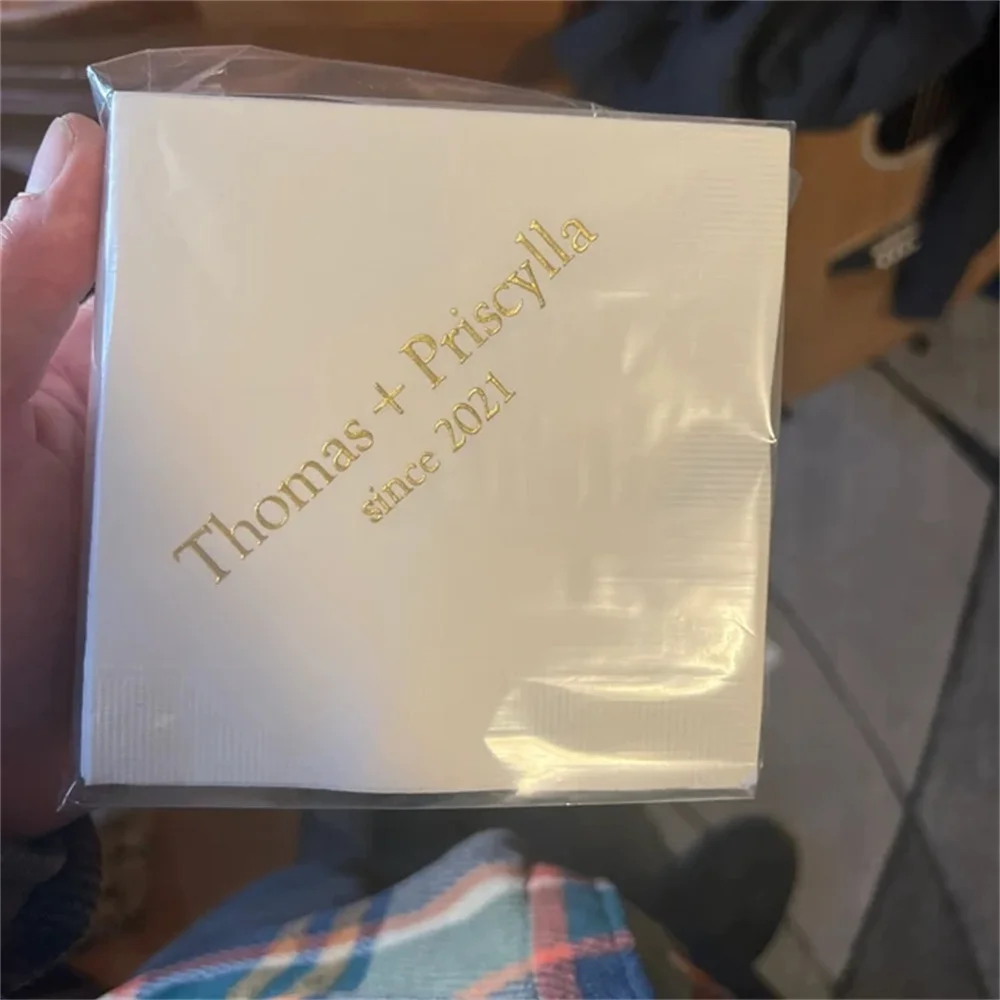 Thomas + Priscylla
since 2021